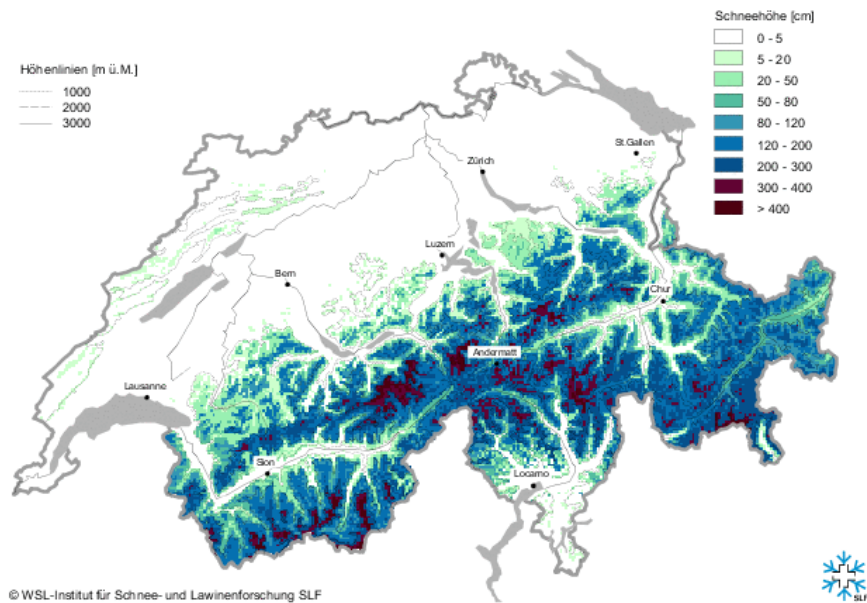 Schneehöhe [cm]
0 - 5
5 - 20
20 - 50
50 - 80
80 - 120
120 - 200
200 - 300
300 - 400
> 400
Höhenlinien [m ü.M.]
1000
2000
3000
St.Gallen
Zürich
Luzern
Bern
Chur
Andermatt
Lausanne
Sion
Locarno
© WSL-Institut für Schnee- und Lawinenforschung SLF
SLF